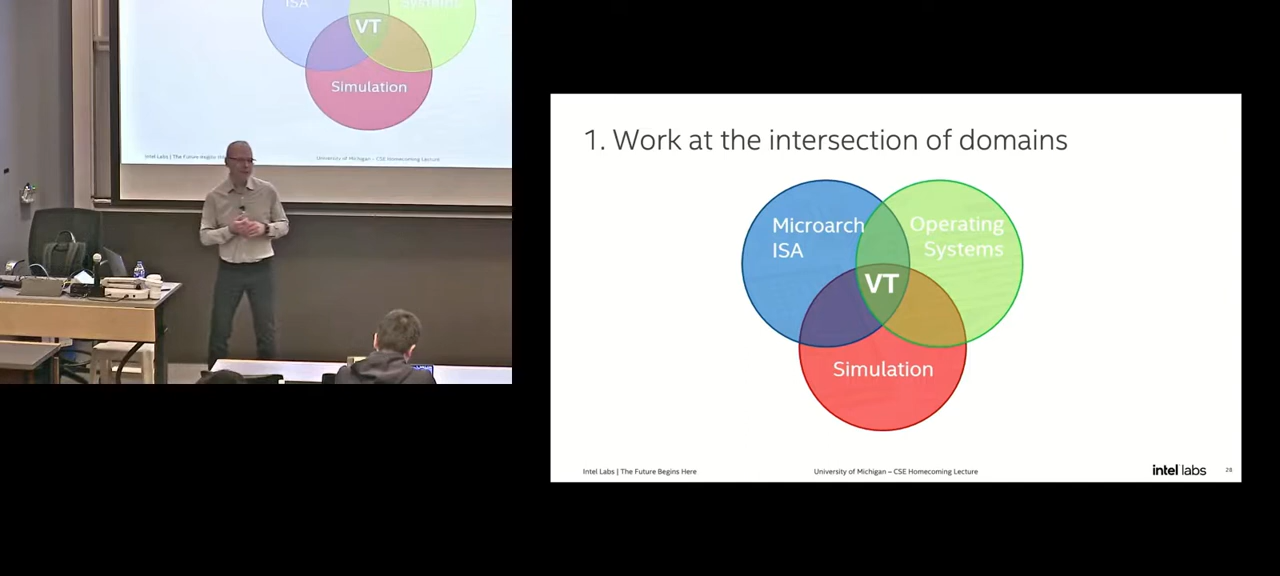 ISA
Systems
VT
Simulation
Intel Labs | The Future Begins He
University of Michigan – CSE Homecoming Lecture
1. Work at the intersection of domains
Microarch
ISA
Operating
Systems
VT
Simulation
Intel Labs | The Future Begins Here
University of Michigan – CSE Homecoming Lecture
intel labs
28